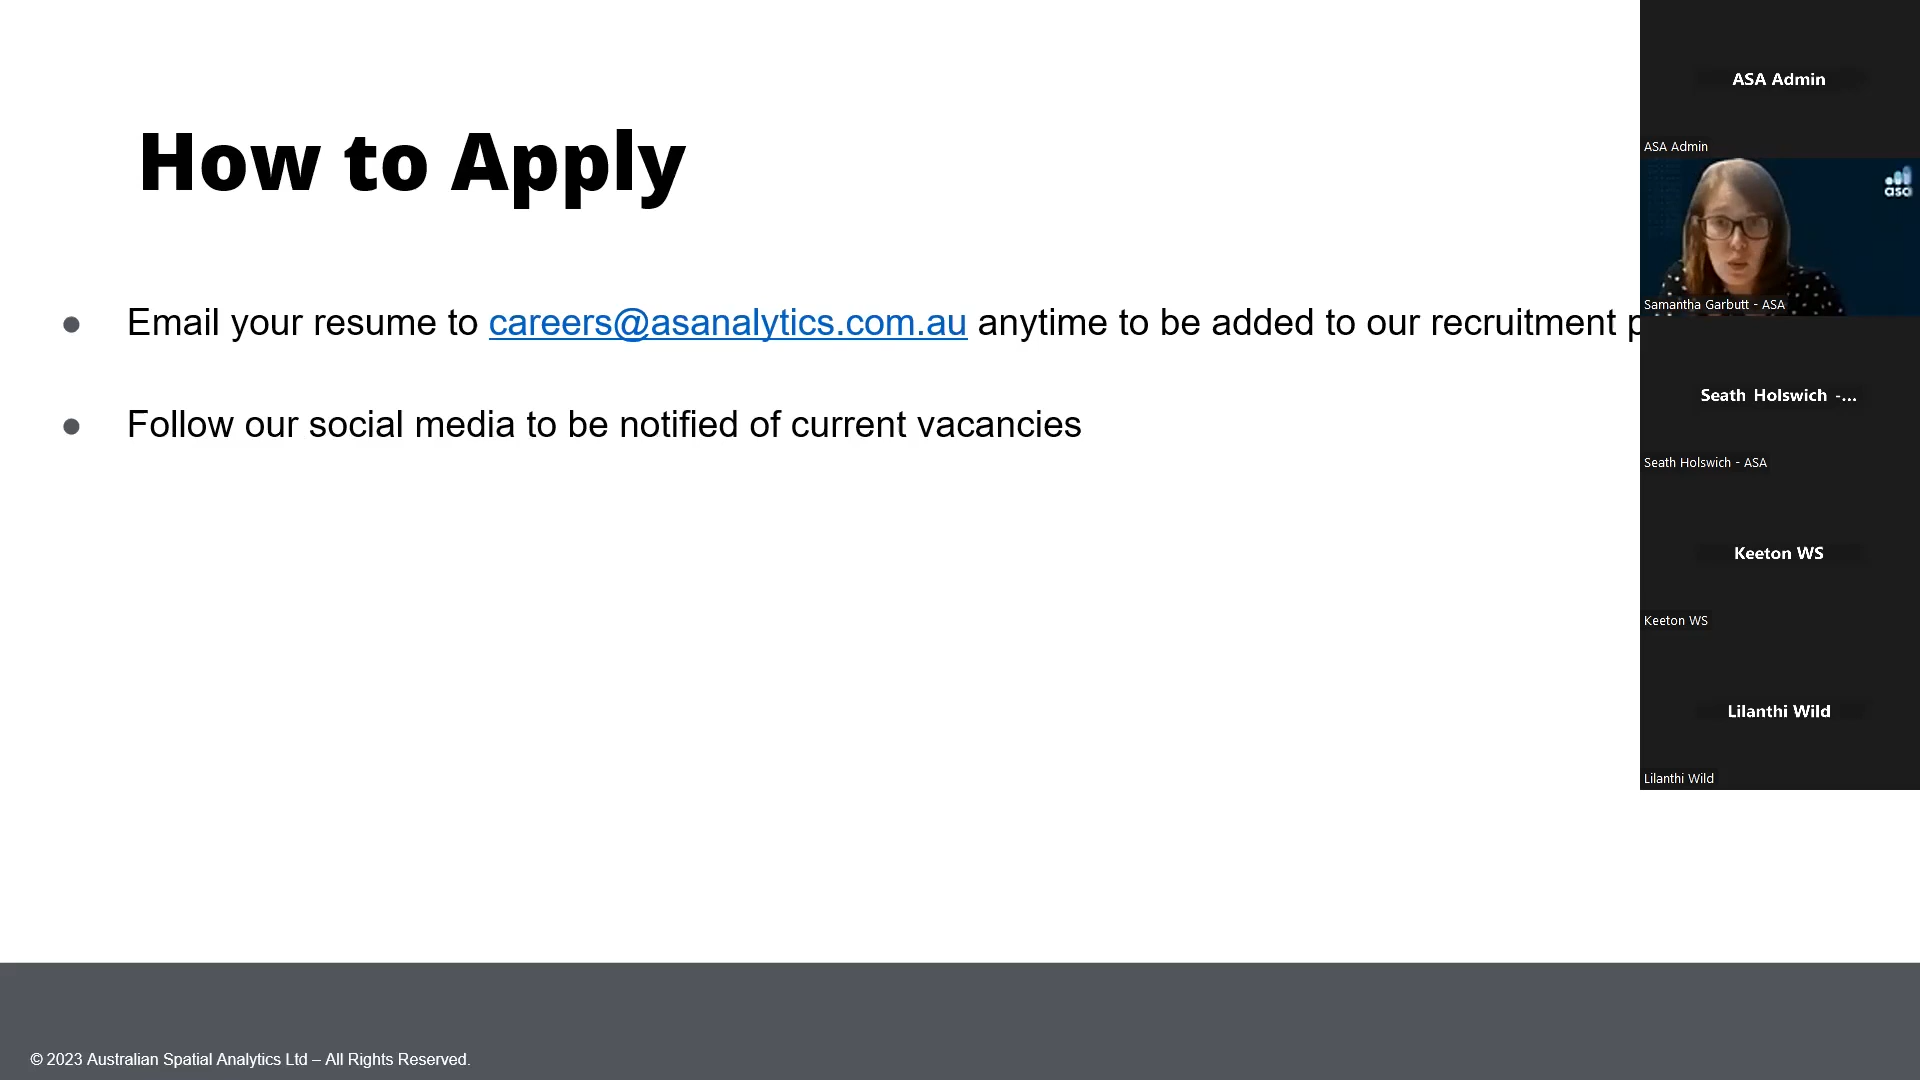 How to Apply
● Email your resume to careers@asanalytics.com.au anytime to be added to our recruitment
● Follow our social media to be notified of current vacancies
© 2023 Australian Spatial Analytics Ltd – All Rights Reserved.
ASA Admin
ASA Admin
asa
Samantha Garbutt - ASA
Seath Holswich -...
Seath Holswich - ASA
Keeton WS
Keeton WS
Lilanthi Wild
Lilanthi Wild